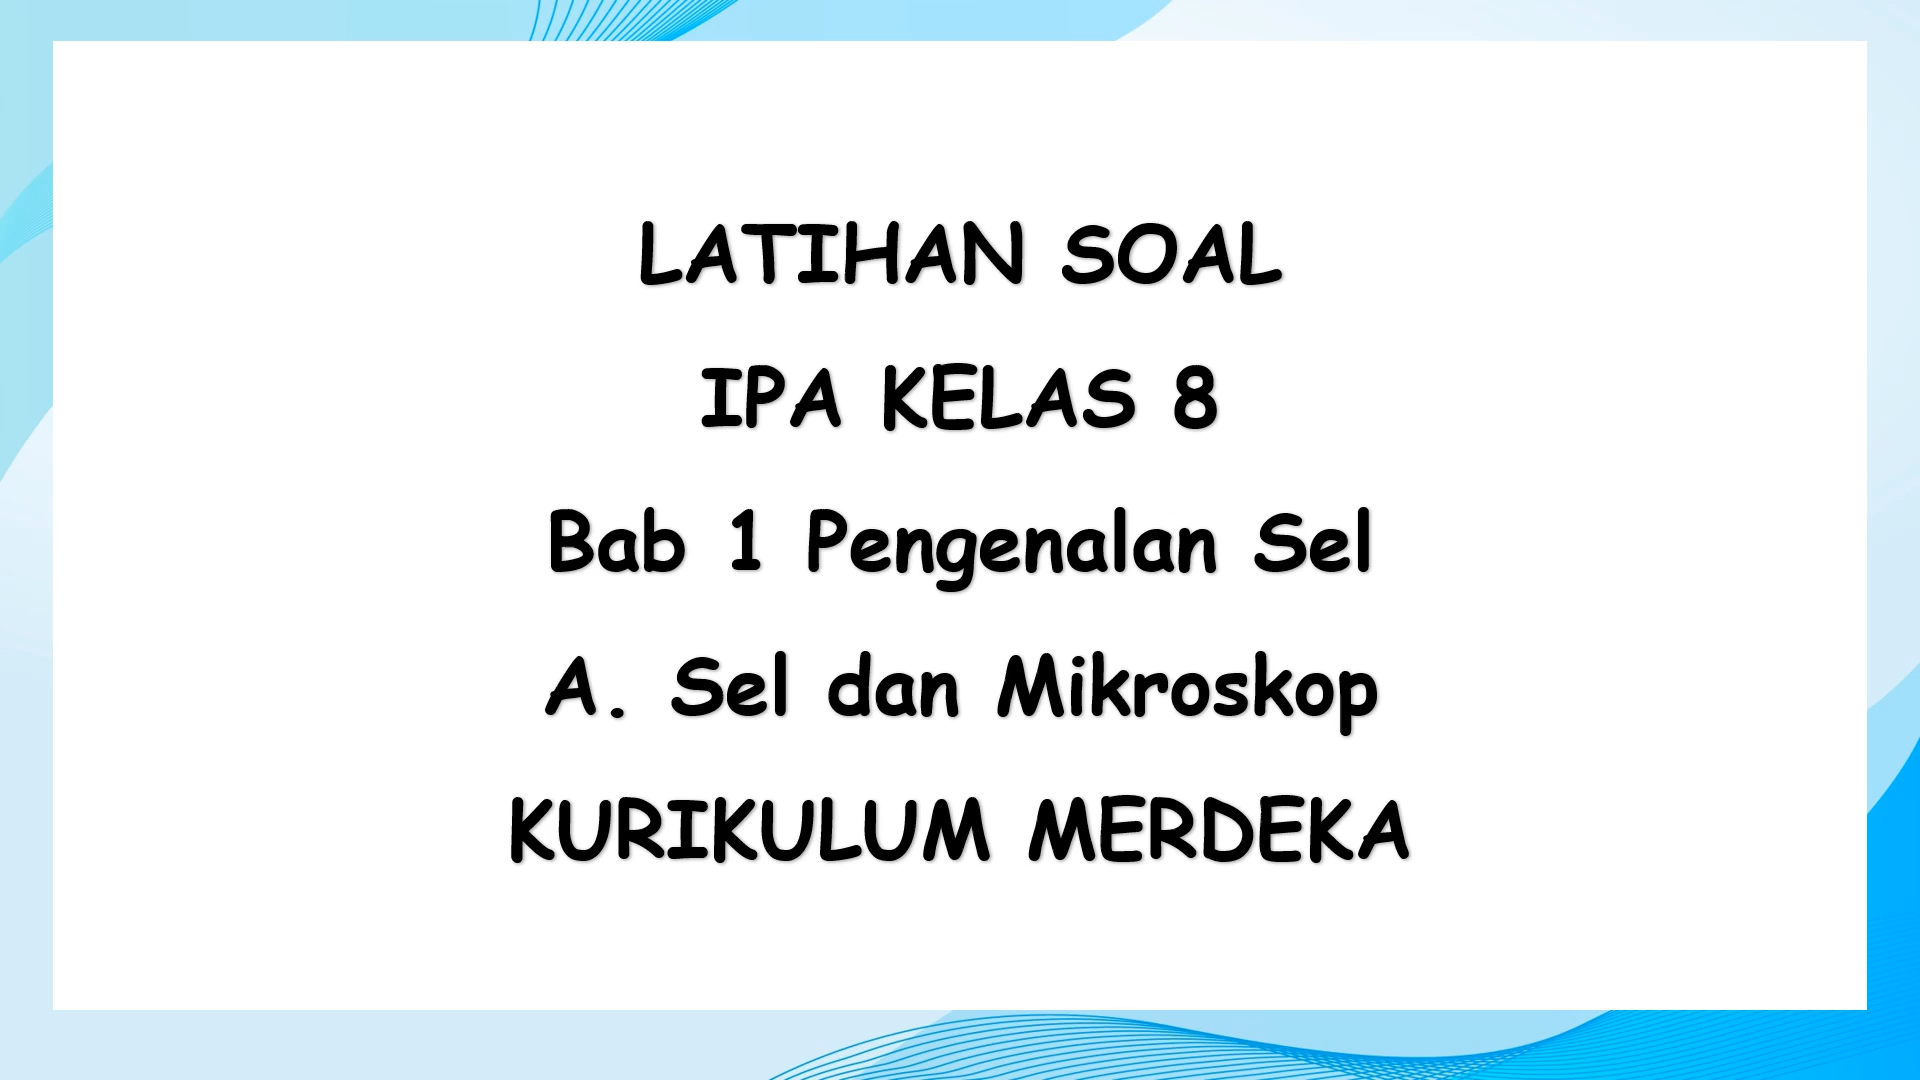 LATIHAN SOAL
IPA KELAS 8
Bab 1 Pengenalan Sel
A. Sel dan Mikroskop
KURIKULUM MERDEKA